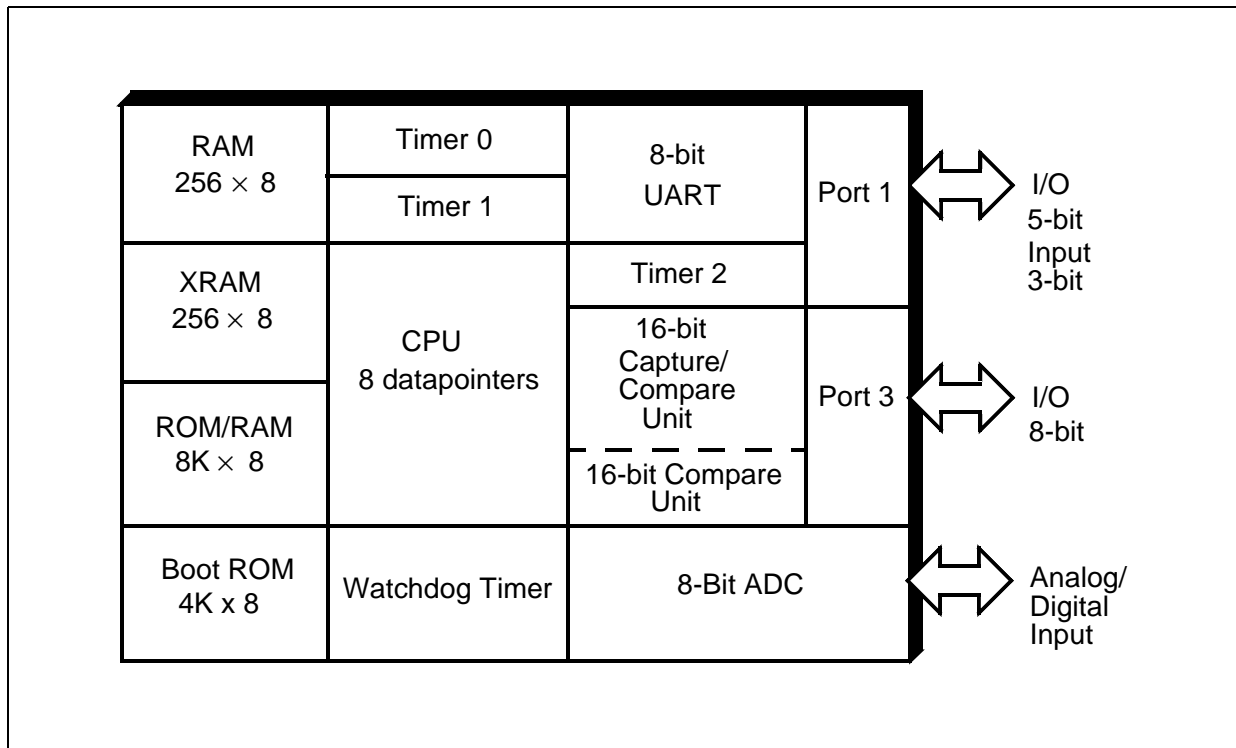 RAM
256 × 8
Timer 0
Timer 1
8-bit
UART
Port 1
I/O
5-bit
Input
3-bit
XRAM
256 × 8
CPU
8 datapointers
Timer 2
16-bit
Capture/
Compare
Unit
Port 3
I/O
8-bit
ROM/RAM
8K × 8
16-bit Compare
Unit
Boot ROM
4K x 8
Watchdog Timer
8-Bit ADC
Analog/
Digital
Input